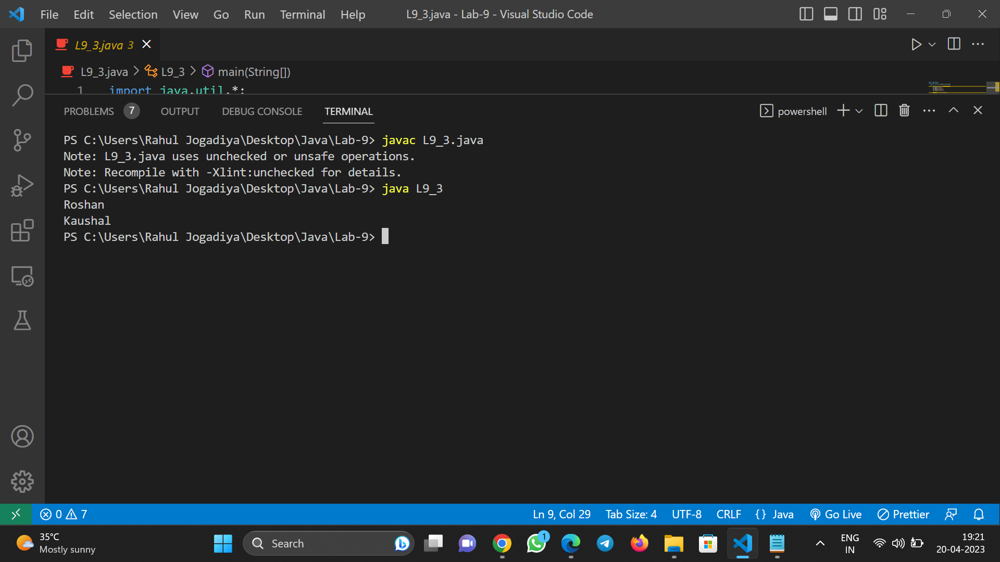 File Edit Selection View Go Run Terminal Help L9_3.java - Lab-9 - Visual Studio Code
L9_3.java 3
L9_3.java > L9_3 > main(String[])
1 import java.util.*;
PROBLEMS 7 OUTPUT DEBUG CONSOLE TERMINAL powershell
PS C:\Users\Rahul Jogadiya\Desktop\Java\Lab-9> javac L9_3.java
Note: L9_3.java uses unchecked or unsafe operations.
Note: Recompile with -Xlint:unchecked for details.
PS C:\Users\Rahul Jogadiya\Desktop\Java\Lab-9> java L9_3
Roshan
Kaushal
PS C:\Users\Rahul Jogadiya\Desktop\Java\Lab-9>
0 7 Ln 9, Col 29 Tab Size: 4 UTF-8 CRLF {} Java Go Live Prettier
35°C
Mostly sunny
Search
1
ENG
IN
19:21
20-04-2023